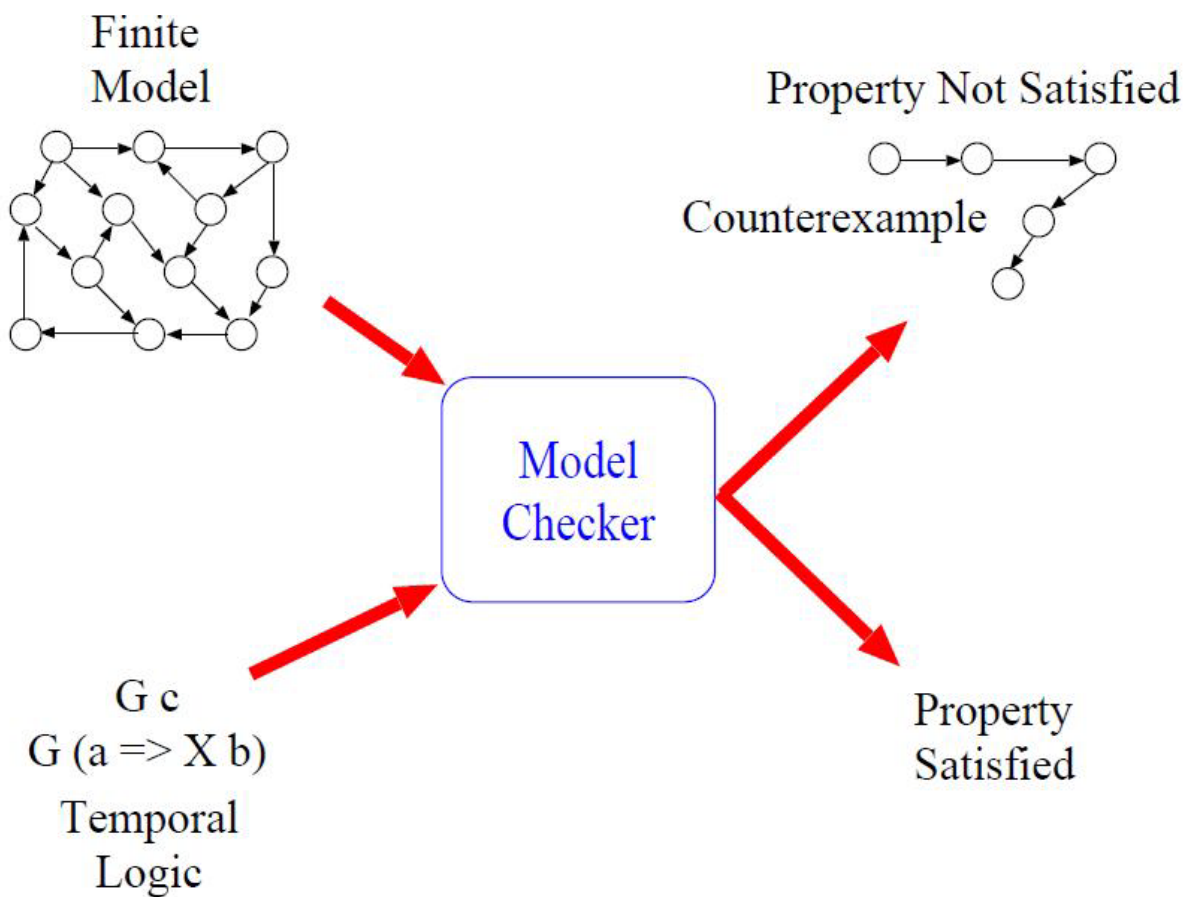 Finite
Model
Property Not Satisfied
Counterexample
Model
Checker
G c
G (a => X b)
Temporal
Logic
Property
Satisfied